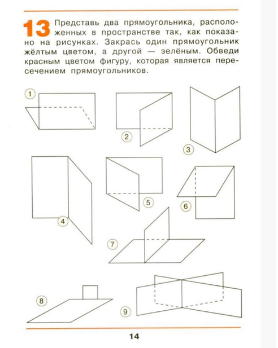 13 Представь два прямоугольника, располо-
женных в пространстве так, как показа-
но на рисунках. Закрась один прямоугольник
жёлтым цветом, а другой — зелёным. Обведи
красным цветом фигуру, которая является пере-
сечением прямоугольников.
1
2
3
4
5
6
7
8
9
14